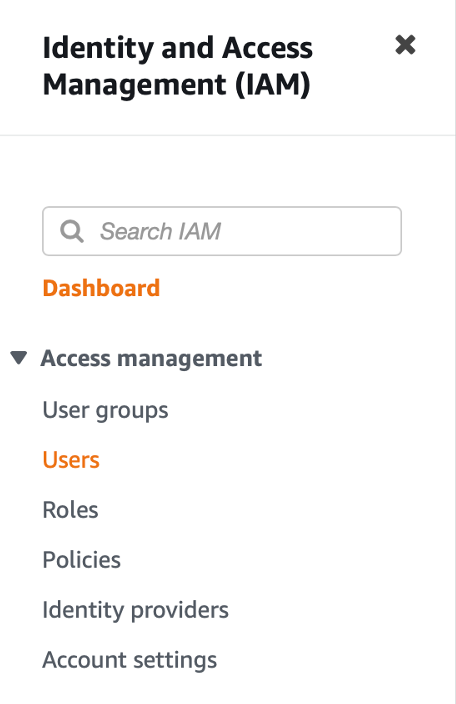 Identity and Access
Management (IAM)
Search IAM
Dashboard
Access management
User groups
Users
Roles
Policies
Identity providers
Account settings